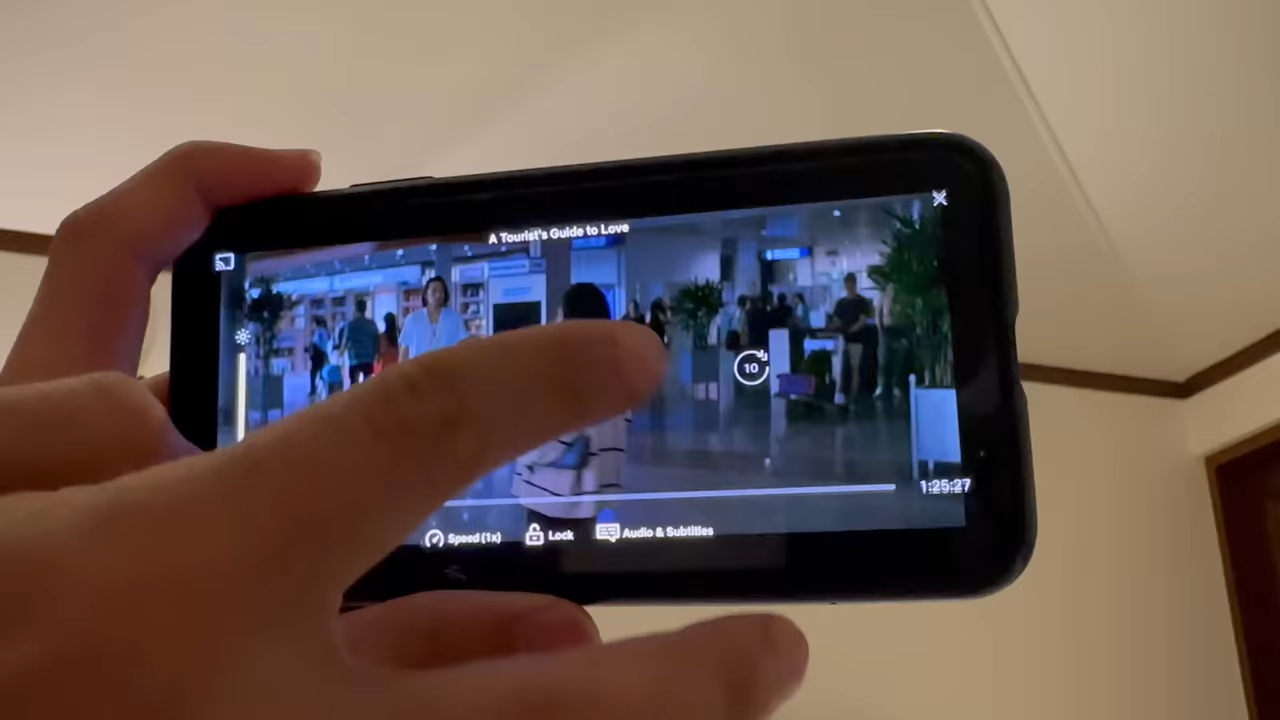 A Tourist's Guide to Love
10
1:25:27
Speed (1x)
Lock
Audio & Subtitles